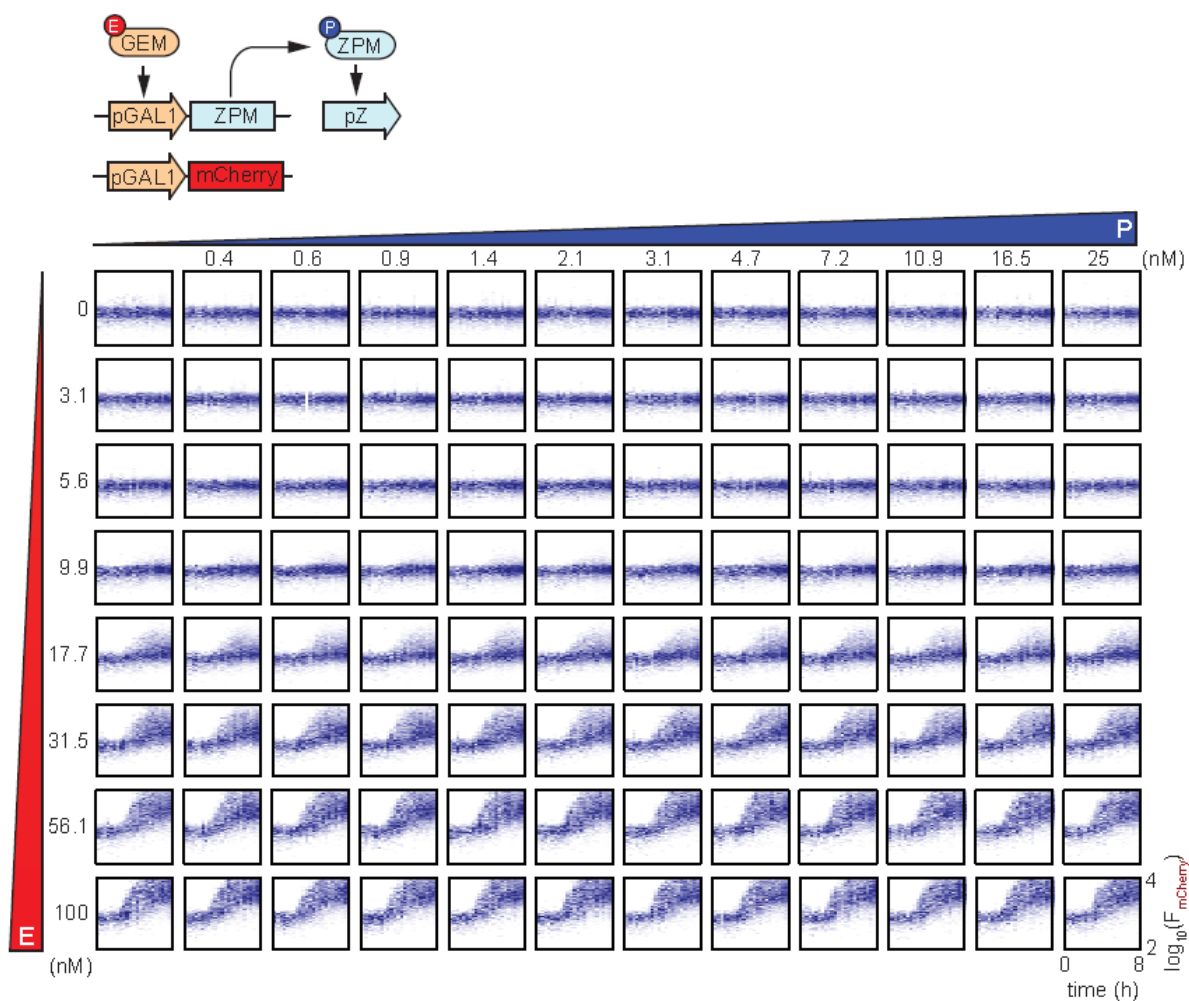 E
P
GEM
ZPM
pGAL1
ZPM
pZ
pGAL1
mCherry
P
0.4 0.6 0.9 1.4 2.1 3.1 4.7 7.2 10.9 16.5 25 (nM)
0
3.1
5.6
9.9
17.7
31.5
56.1
100
E
(nM)
4
2
log10(FmCherry)
0 8
time (h)